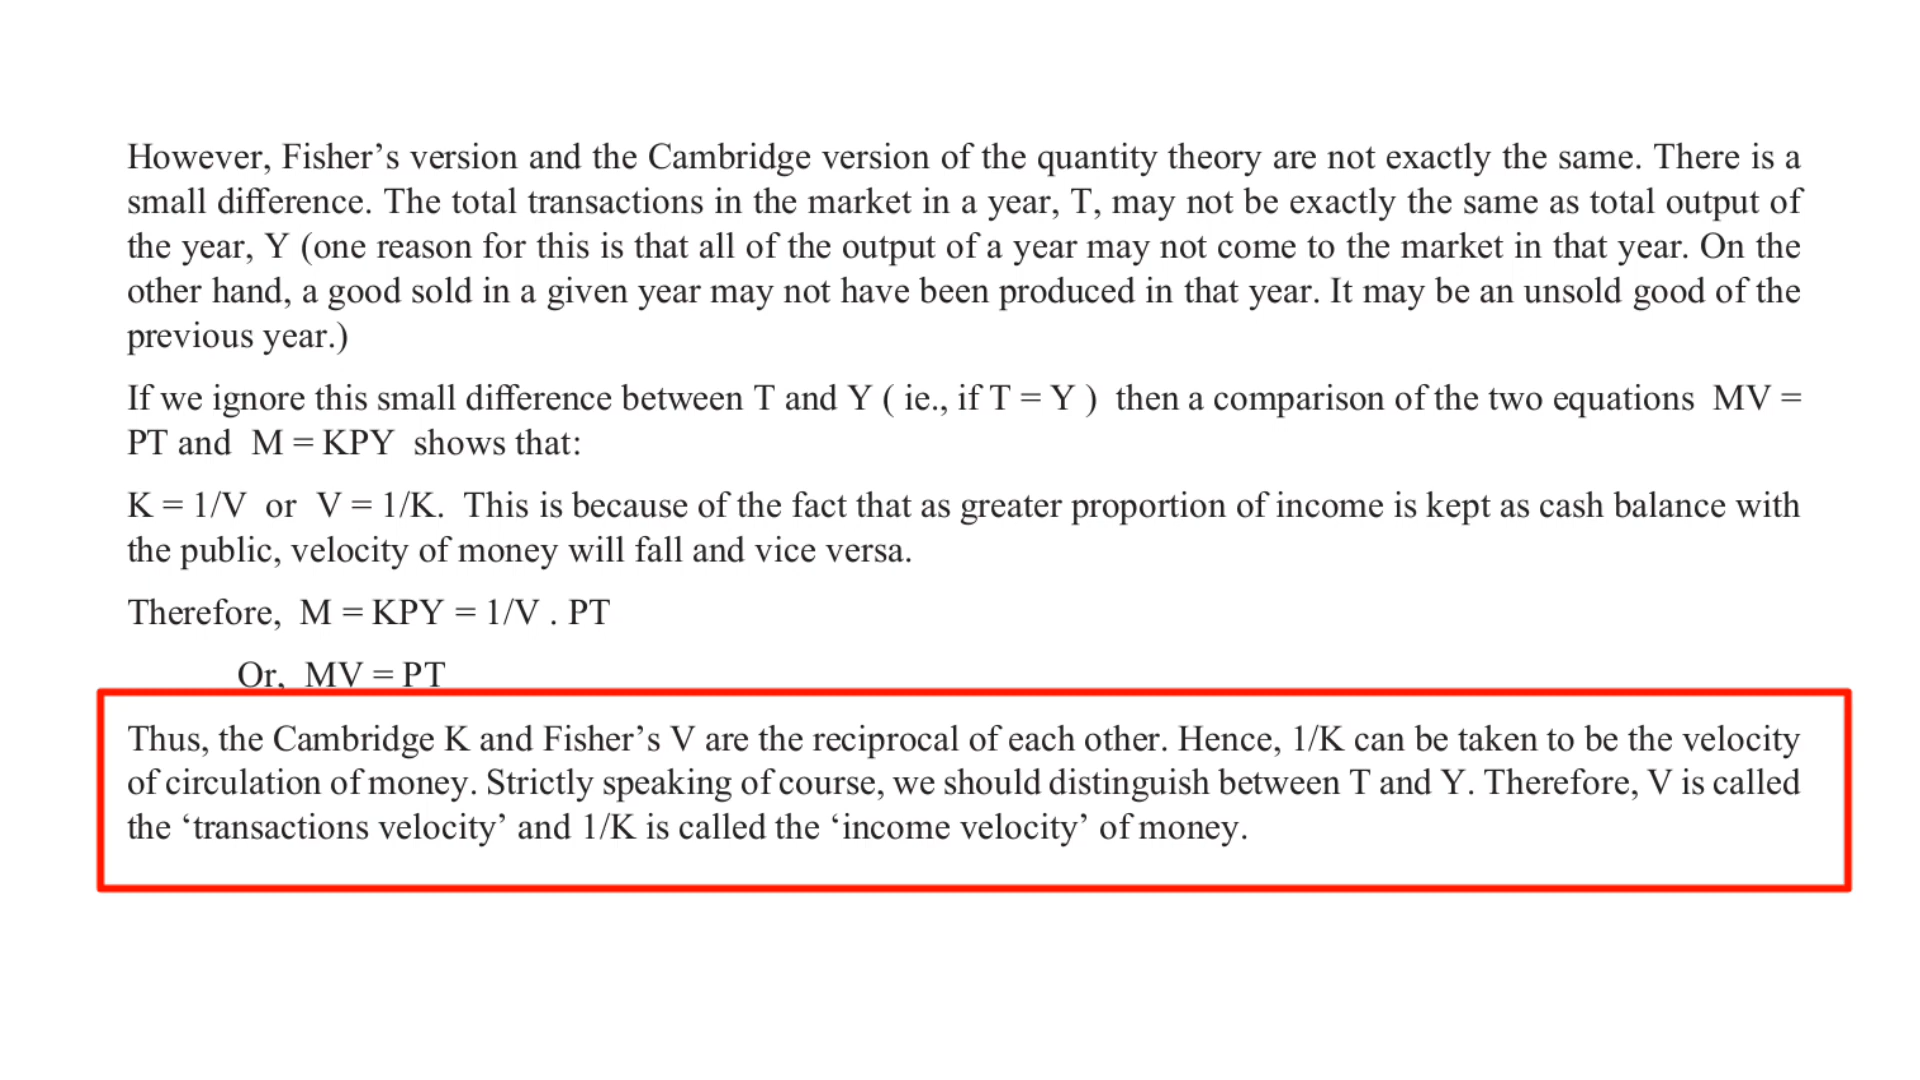 However, Fisher’s version and the Cambridge version of the quantity theory are not exactly the same. There is a
small difference. The total transactions in the market in a year, T, may not be exactly the same as total output of
the year, Y (one reason for this is that all of the output of a year may not come to the market in that year. On the
other hand, a good sold in a given year may not have been produced in that year. It may be an unsold good of the
previous year.)
If we ignore this small difference between T and Y ( ie., if T = Y ) then a comparison of the two equations MV =
PT and M = KPY shows that:
K = 1/V or V = 1/K. This is because of the fact that as greater proportion of income is kept as cash balance with
the public, velocity of money will fall and vice versa.
Therefore, M = KPY = 1/V . PT
Or, MV = PT
Thus, the Cambridge K and Fisher’s V are the reciprocal of each other. Hence, 1/K can be taken to be the velocity
of circulation of money. Strictly speaking of course, we should distinguish between T and Y. Therefore, V is called
the ‘transactions velocity’ and 1/K is called the ‘income velocity’ of money.